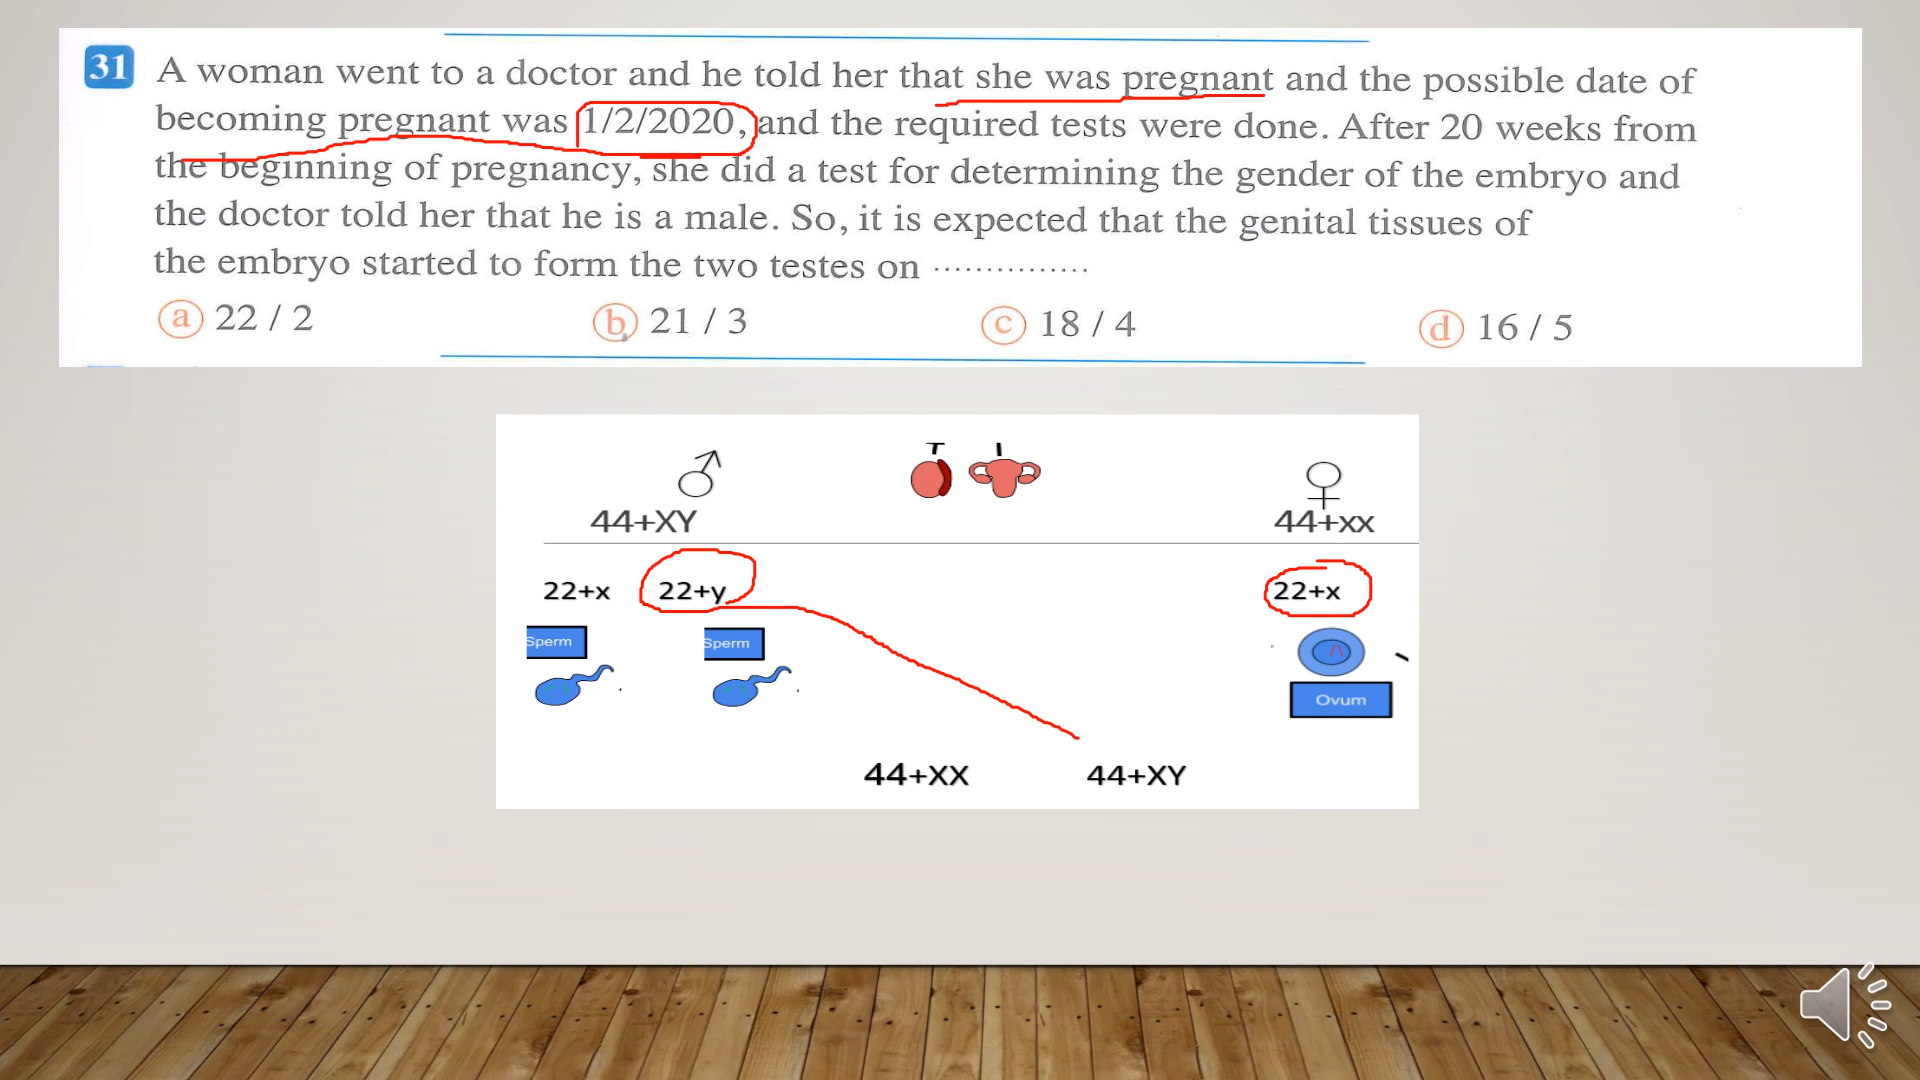 31 A woman went to a doctor and he told her that she was pregnant and the possible date of
becoming pregnant was 1/2/2020, and the required tests were done. After 20 weeks from
the beginning of pregnancy, she did a test for determining the gender of the embryo and
the doctor told her that he is a male. So, it is expected that the genital tissues of
the embryo started to form the two testes on ...............
a 22 / 2 b 21 / 3 c 18 / 4 d 16 / 5
♂ ♀
44+XY 44+xx
22+x 22+y 22+x
Sperm Sperm
Ovum
44+XX 44+XY